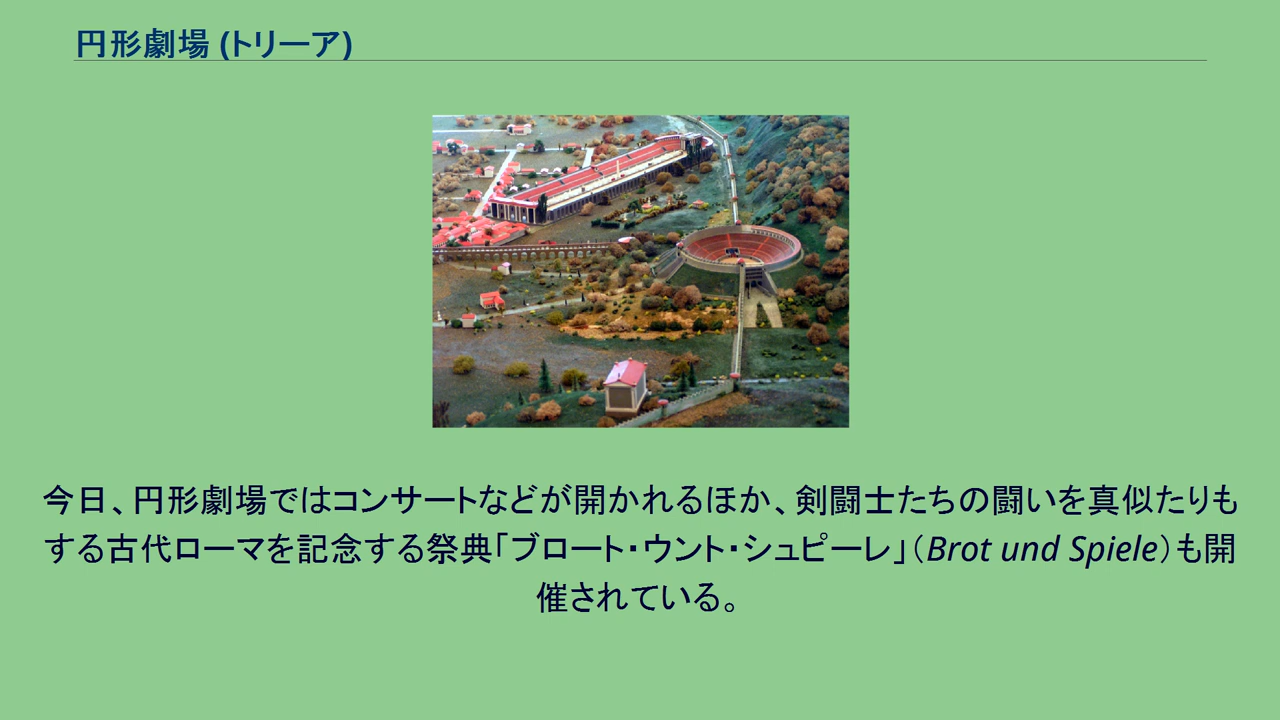 円形劇場 (トリーア)
今日、円形劇場ではコンサートなどが開かれるほか、剣闘士たちの闘いを真似たりも
する古代ローマを記念する祭典「ブロート・ウント・シュピーレ」（Brot und Spiele）も開
催されている。